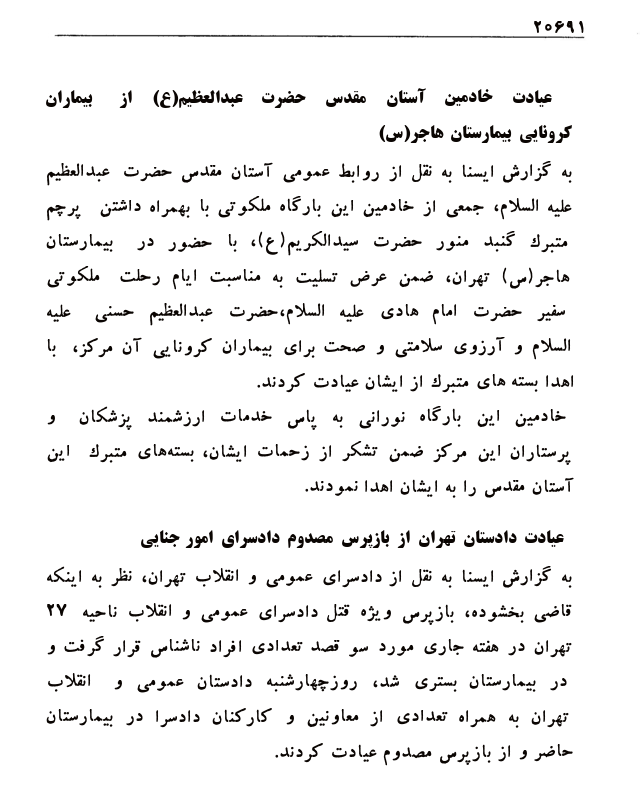 ۲۰۶۹۱
عیادت خادمین آستان مقدس حضرت عبدالعظیم(ع) از بیماران
کرونایی بیمارستان هاجر(س)
به گزارش ایسنا به نقل از روابط عمومی آستان مقدس حضرت عبدالعظیم
علیه السلام، جمعی از خادمین این بارگاه ملکوتی با بهمراه داشتن پرچم
متبرك گنبد منور حضرت سیدالکریم(ع)، با حضور در بیمارستان
هاجر(س) تهران، ضمن عرض تسلیت به مناسبت ایام رحلت ملکوتی
سفیر حضرت امام هادی علیه السلام،حضرت عبدالعظیم حسنی علیه
السلام و آرزوی سلامتی و صحت برای بیماران کرونایی آن مرکز، با
اهدا بسته های متبرك از ایشان عیادت کردند.
خادمین این بارگاه نورانی به پاس خدمات ارزشمند پزشکان و
پرستاران این مرکز ضمن تشکر از زحمات ایشان، بسته‌های متبرك این
آستان مقدس را به ایشان اهدا نمودند.
عیادت دادستان تهران از بازپرس مصدوم دادسرای امور جنایی
به گزارش ایسنا به نقل از دادسرای عمومی و انقلاب تهران، نظر به اینکه
قاضی بخشوده، بازپرس ویژه قتل دادسرای عمومی و انقلاب ناحیه ۲۷
تهران در هفته جاری مورد سو قصد تعدادی افراد ناشناس قرار گرفت و
در بیمارستان بستری شد، روزچهارشنبه دادستان عمومی و انقلاب
تهران به همراه تعدادی از معاونین و کارکنان دادسرا در بیمارستان
حاضر و از بازپرس مصدوم عیادت کردند.